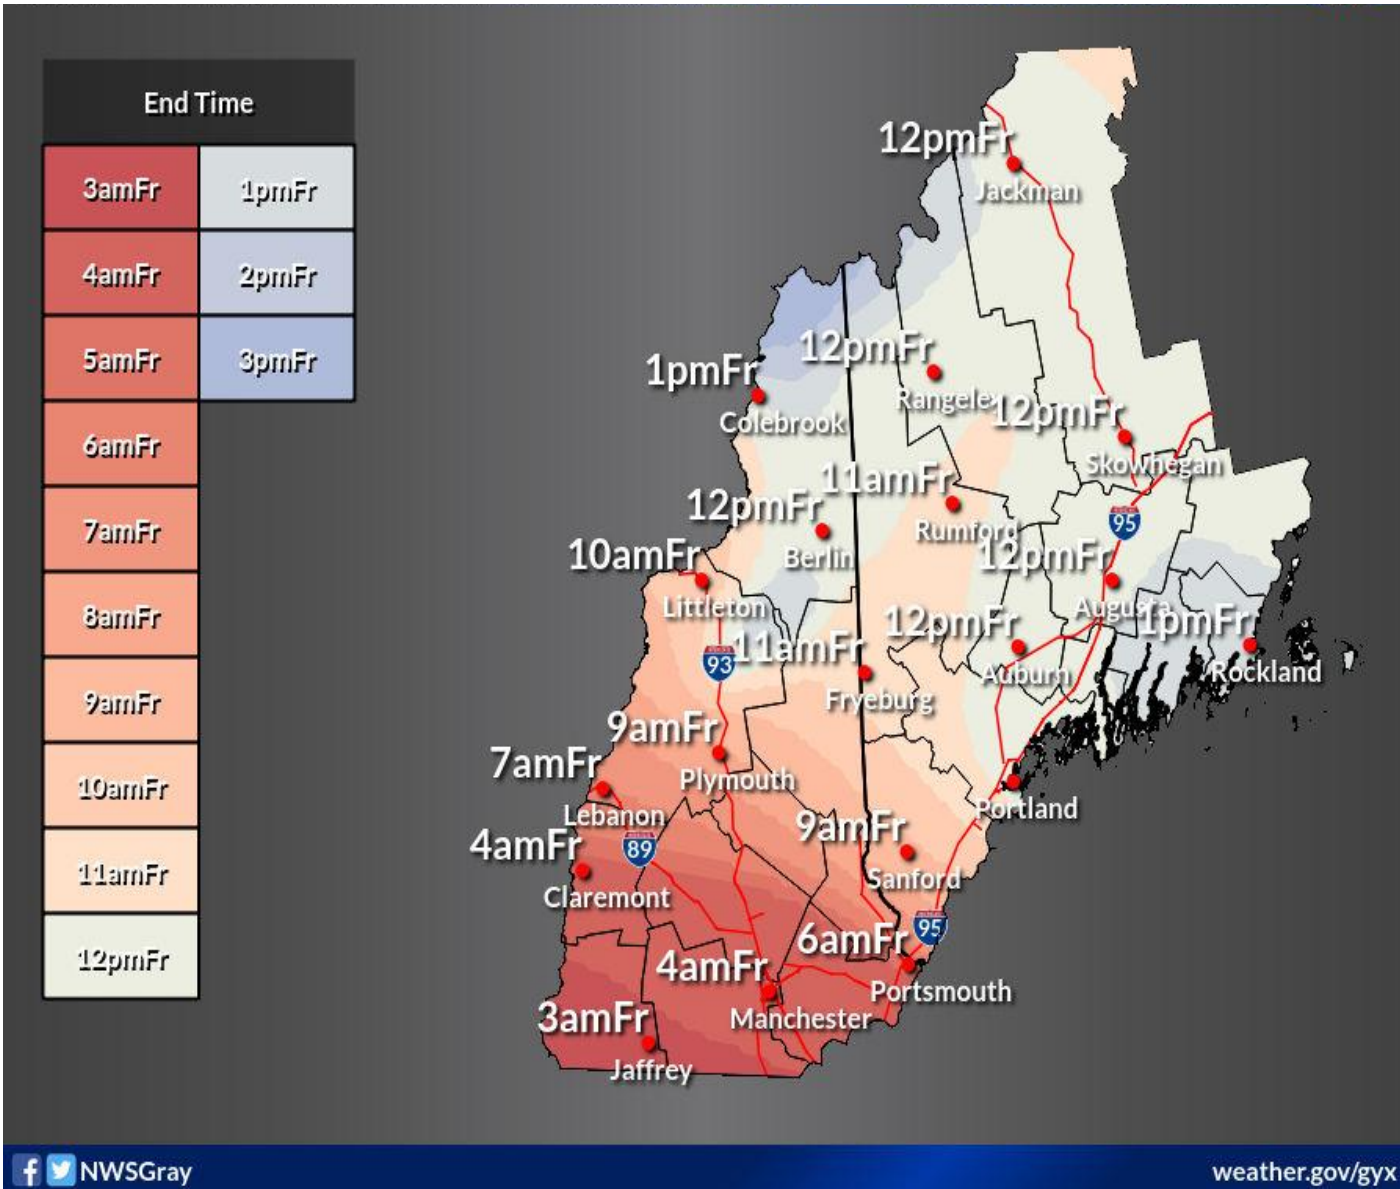 End Time
3amFr
1pmFr
4amFr
2pmFr
5amFr
3pmFr
6amFr
7amFr
8amFr
9amFr
10amFr
11amFr
12pmFr
12pmFr
Jackman
12pmFr
Rangeley
1pmFr
Colebrook
12pmFr
Skowhegan
11amFr
Rumford
12pmFr
Berlin
95
10amFr
Littleton
12pmFr
Augusta
12pmFr
Auburn
1pmFr
Rockland
93
11amFr
Fryeburg
9amFr
Plymouth
7amFr
Lebanon
Portland
9amFr
Sanford
4amFr
Claremont
89
95
6amFr
Portsmouth
4amFr
Manchester
3amFr
Jaffrey
NWSGray
weather.gov/gyx